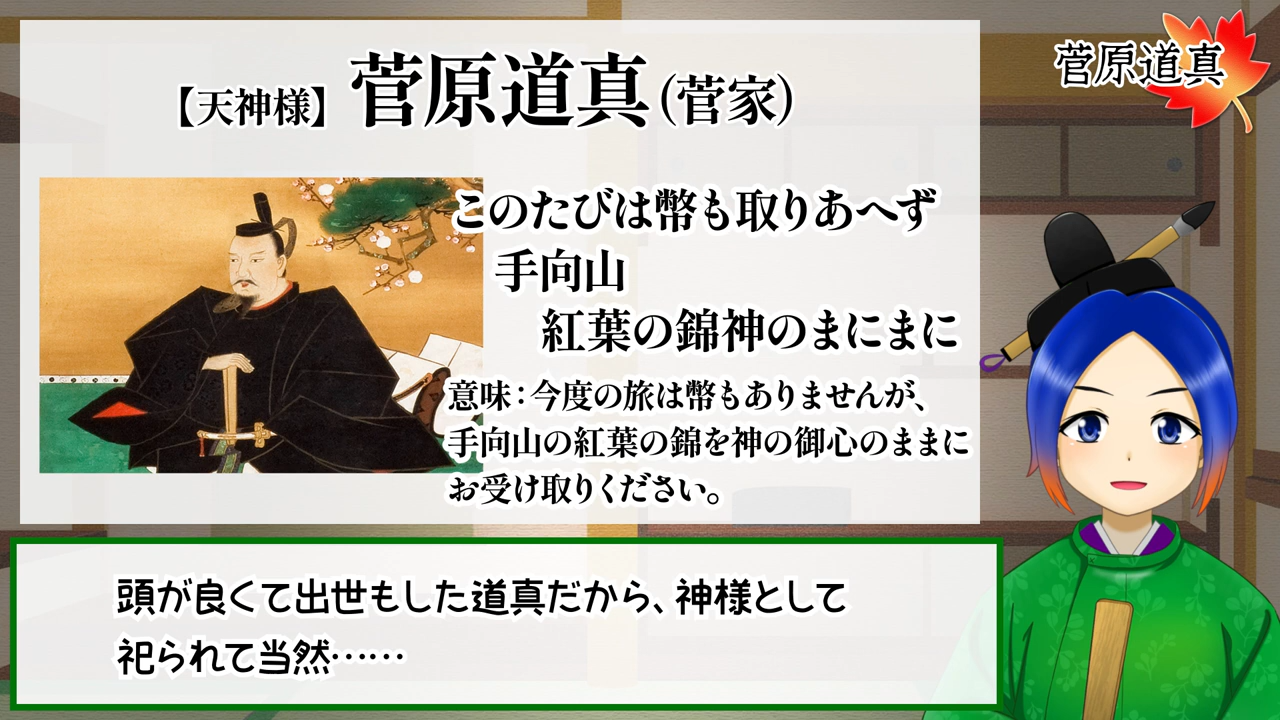 【天神様】菅原道真(菅家)
菅原道真
このたびは幣も取りあへず
手向山
紅葉の錦神のまにまに
意味:今度の旅は幣もありませんが、
手向山の紅葉の錦を神の御心のままに
お受け取りください。
頭が良くて出世もした道真だから、神様として
祀られて当然……